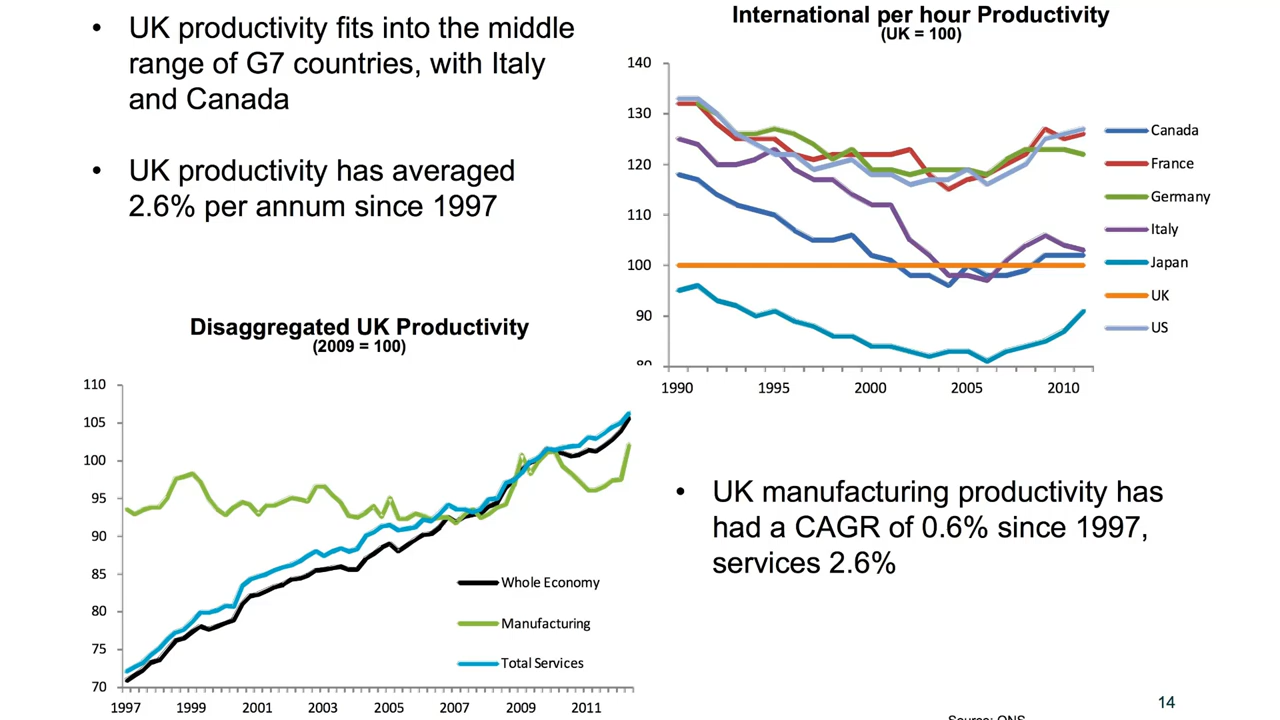 • UK productivity fits into the middle
range of G7 countries, with Italy
and Canada
• UK productivity has averaged
2.6% per annum since 1997
International per hour Productivity
(UK = 100)
140
130
120
110
100
90
80
1990 1995 2000 2005 2010
Canada
France
Germany
Italy
Japan
UK
US
Disaggregated UK Productivity
(2009 = 100)
110
105
100
95
90
85
80
75
70
1997 1999 2001 2003 2005 2007 2009 2011
Whole Economy
Manufacturing
Total Services
• UK manufacturing productivity has
had a CAGR of 0.6% since 1997,
services 2.6%
14
Source: ONS